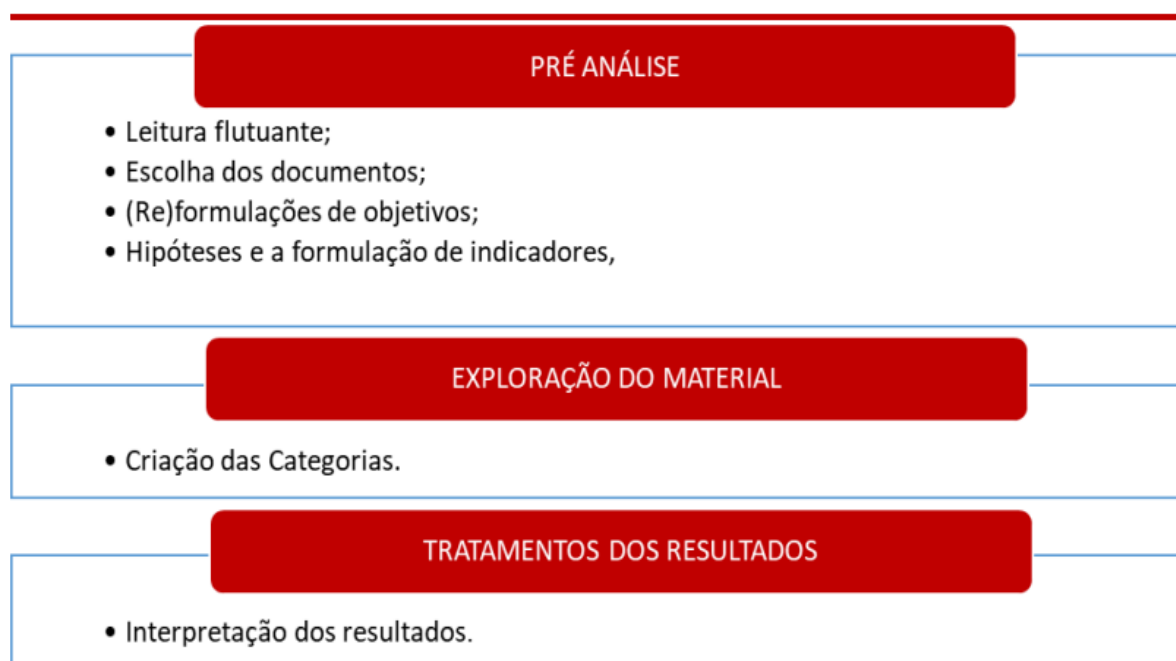 PRÉ ANÁLISE
• Leitura flutuante;
• Escolha dos documentos;
• (Re)formulações de objetivos;
• Hipóteses e a formulação de indicadores,
EXPLORAÇÃO DO MATERIAL
• Criação das Categorias.
TRATAMENTOS DOS RESULTADOS
• Interpretação dos resultados.